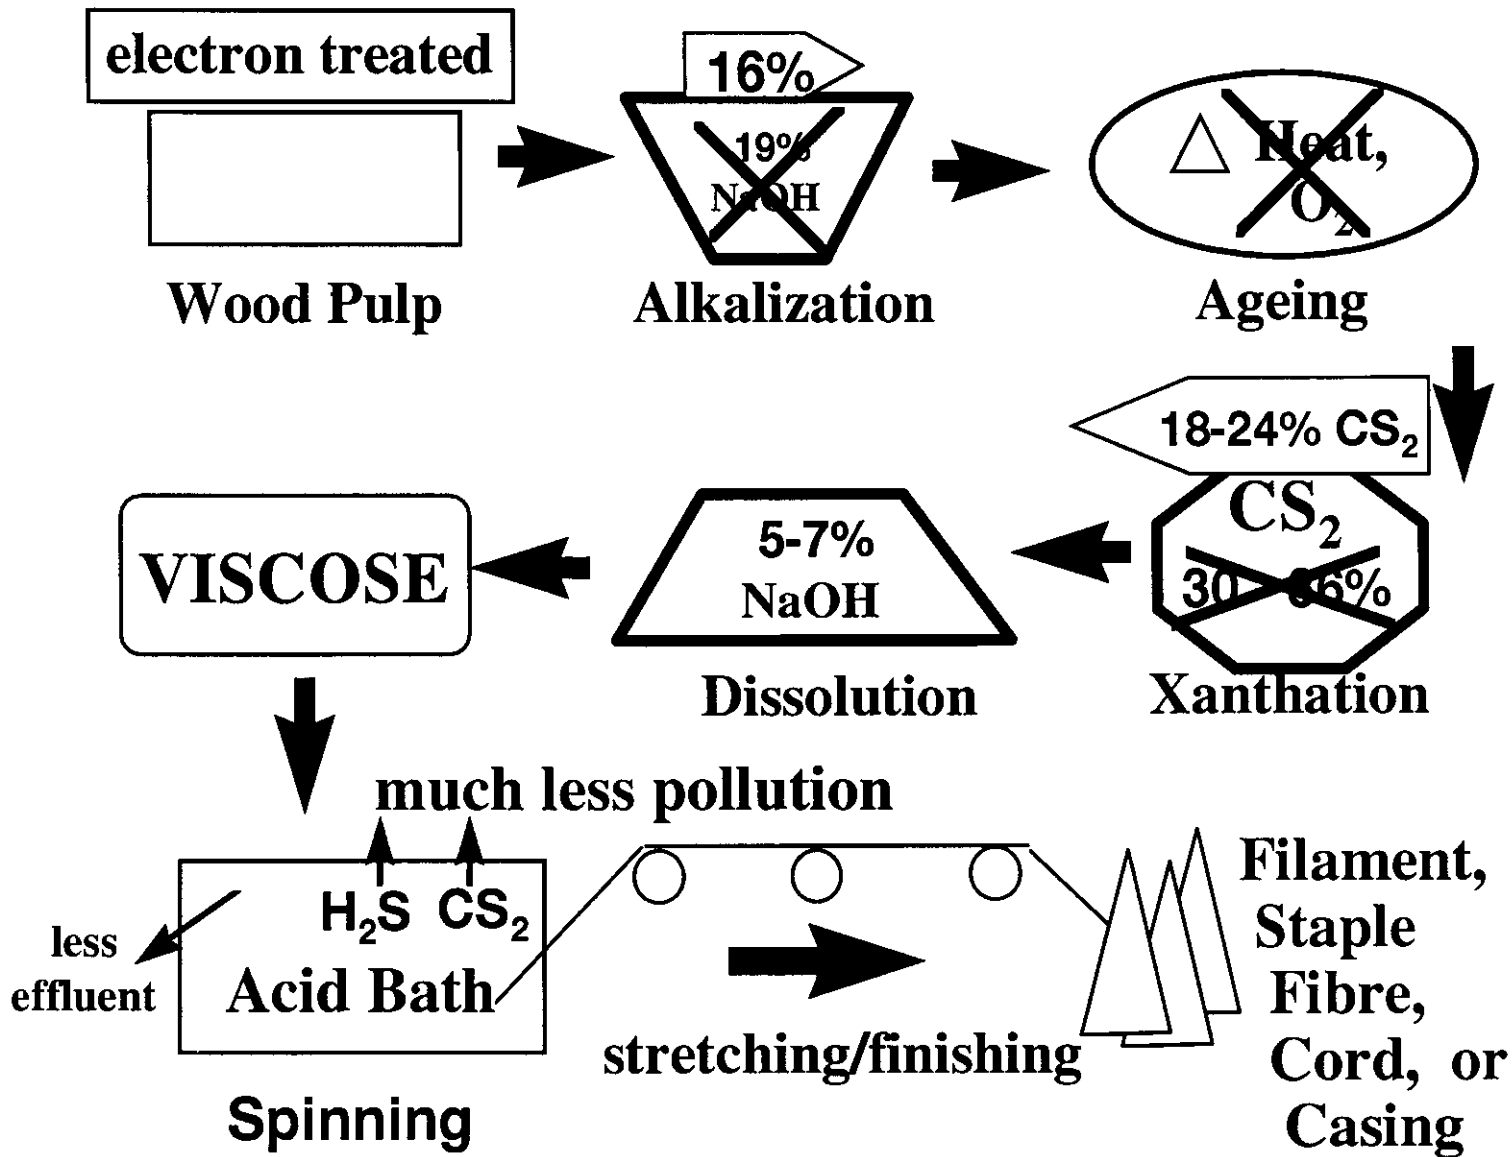 electron treated
Wood Pulp
16%
19%
NaOH
Alkalization
△ Heat,
O₂
Ageing
18-24% CS₂
CS₂
30 36%
Xanthation
5-7%
NaOH
Dissolution
VISCOSE
much less pollution
H₂S CS₂
less
effluent
Acid Bath
Spinning
stretching/finishing
Filament,
Staple
Fibre,
Cord, or
Casing